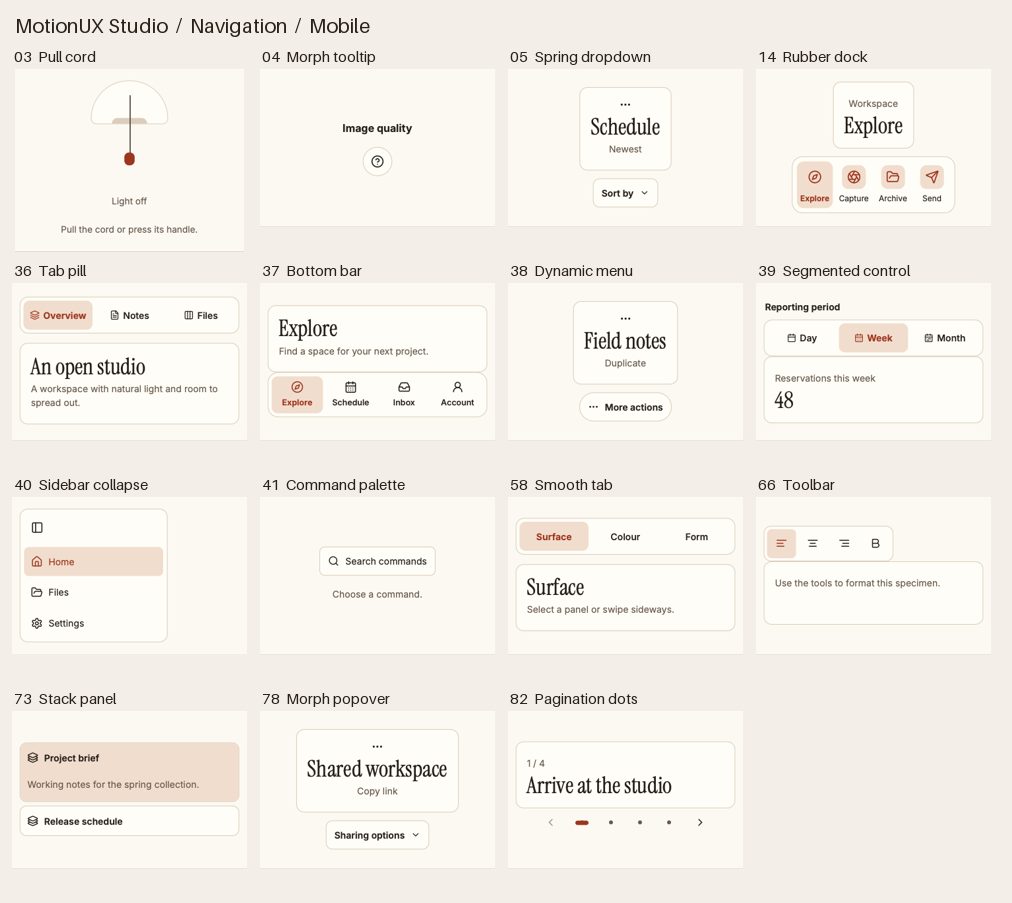 MotionUX Studio / Navigation / Mobile
03 Pull cord
Light off
Pull the cord or press its handle.
04 Morph tooltip
Image quality
05 Spring dropdown
Schedule
Newest
Sort by
14 Rubber dock
Workspace
Explore
Explore Capture Archive Send
36 Tab pill
Overview Notes Files
An open studio
A workspace with natural light and room to
spread out.
37 Bottom bar
Explore
Find a space for your next project.
Explore Schedule Inbox Account
38 Dynamic menu
Field notes
Duplicate
More actions
39 Segmented control
Reporting period
Day Week Month
Reservations this week
48
40 Sidebar collapse
Home
Files
Settings
41 Command palette
Search commands
Choose a command.
58 Smooth tab
Surface Colour Form
Surface
Select a panel or swipe sideways.
66 Toolbar
B
Use the tools to format this specimen.
73 Stack panel
Project brief
Working notes for the spring collection.
Release schedule
78 Morph popover
Shared workspace
Copy link
Sharing options
82 Pagination dots
1 / 4
Arrive at the studio